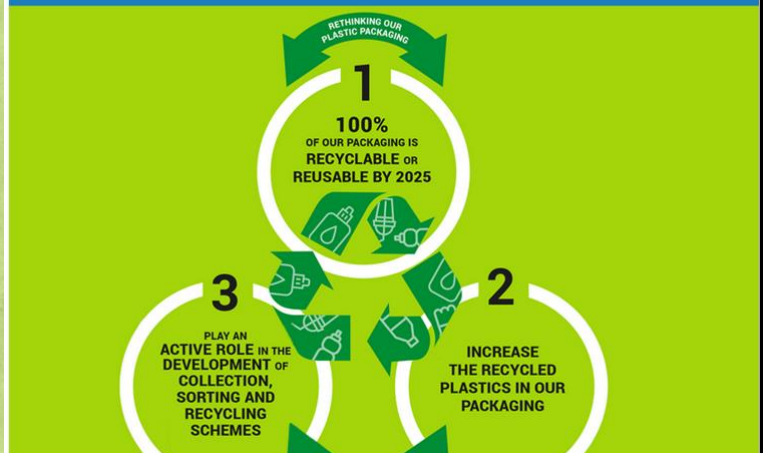 RETHINKING OUR
PLASTIC PACKAGING
1
100%
OF OUR PACKAGING IS
RECYCLABLE OR
REUSABLE BY 2025
2
INCREASE
THE RECYCLED
PLASTICS IN OUR
PACKAGING
3
PLAY AN
ACTIVE ROLE IN THE
DEVELOPMENT OF
COLLECTION,
SORTING AND
RECYCLING
SCHEMES